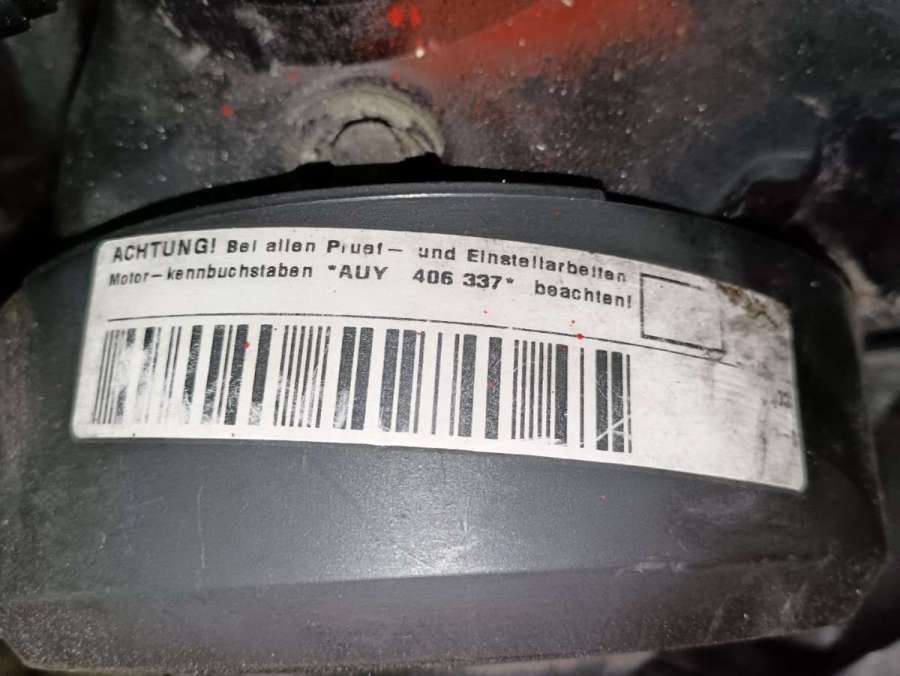 ACHTUNG! Bei allen Pruef- und Einstellarbeiten
Motor-kennbuchstaben *AUY 406 337* beachten!